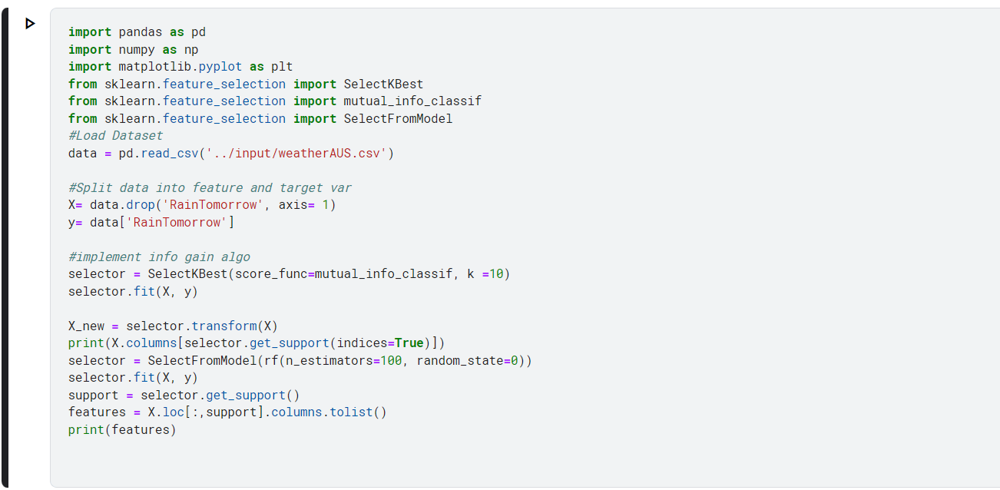 import pandas as pd
import numpy as np
import matplotlib.pyplot as plt
from sklearn.feature_selection import SelectKBest
from sklearn.feature_selection import mutual_info_classif
from sklearn.feature_selection import SelectFromModel
#Load Dataset
data = pd.read_csv('../input/weatherAUS.csv')
#Split data into feature and target var
X= data.drop('RainTomorrow', axis= 1)
y= data['RainTomorrow']
#implement info gain algo
selector = SelectKBest(score_func=mutual_info_classif, k =10)
selector.fit(X, y)
X_new = selector.transform(X)
print(X.columns[selector.get_support(indices=True)])
selector = SelectFromModel(rf(n_estimators=100, random_state=0))
selector.fit(X, y)
support = selector.get_support()
features = X.loc[:,support].columns.tolist()
print(features)